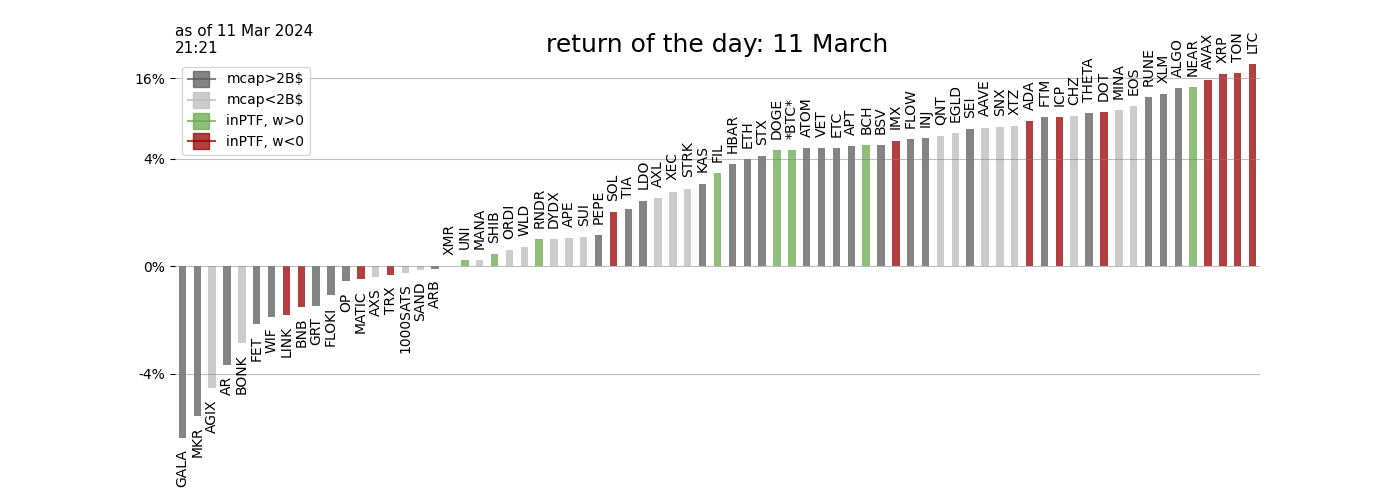 as of 11 Mar 2024
21:21
return of the day: 11 March
mcap>2B$
mcap<2B$
inPTF, w>0
inPTF, w<0
16%
4%
0%
-4%
GALA
MKR
AGIX
AR
BONK
FET
WIF
LINK
BNB
GRT
FLOKI
OP
MATIC
AXS
TRX
1000SATS
SAND
ARB
XMR
UNI
MANA
SHIB
ORDI
WLD
RNDR
DYDX
APE
SUI
PEPE
SOL
TIA
LDO
AXL
XEC
STRK
KAS
FIL
HBAR
ETH
STX
DOGE
*BTC*
ATOM
VET
ETC
APT
BCH
BSV
IMX
FLOW
INJ
QNT
EGLD
SEI
AAVE
SNX
XTZ
ADA
FTM
ICP
CHZ
THETA
DOT
MINA
EOS
RUNE
XLM
ALGO
NEAR
AVAX
XRP
TON
LTC